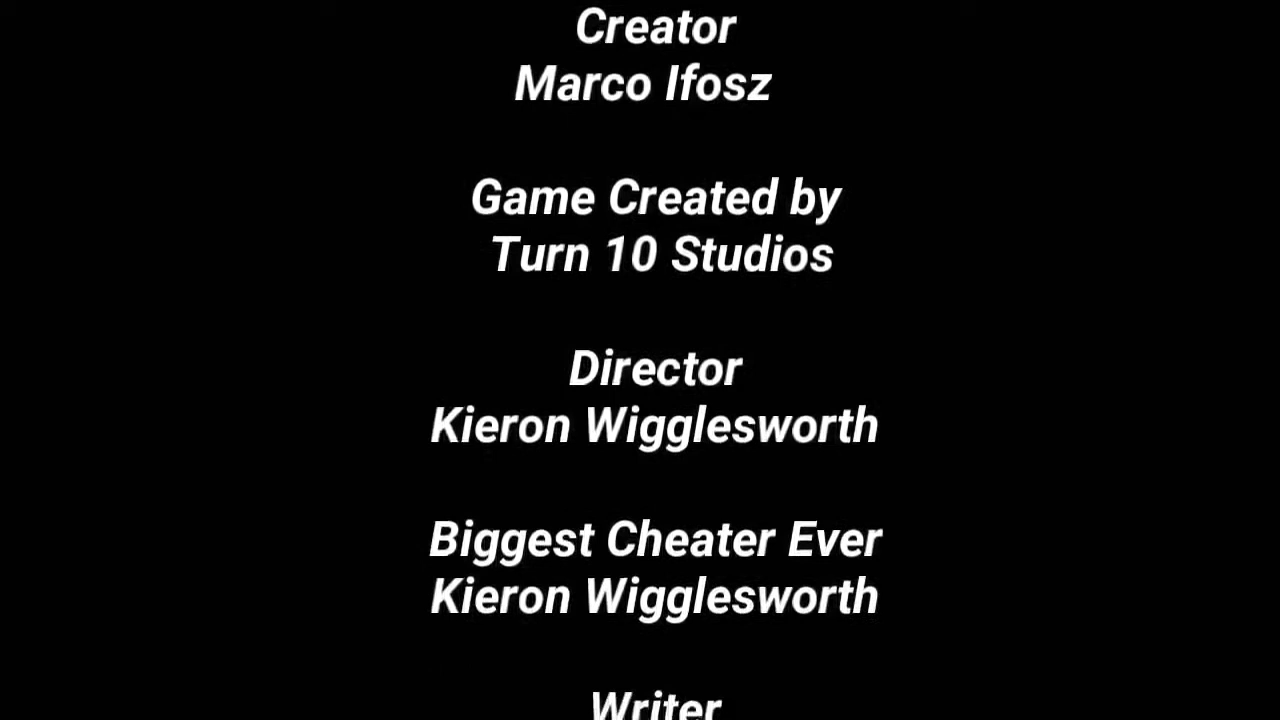 Creator
Marco Ifosz
Game Created by
Turn 10 Studios
Director
Kieron Wigglesworth
Biggest Cheater Ever
Kieron Wigglesworth
Writer